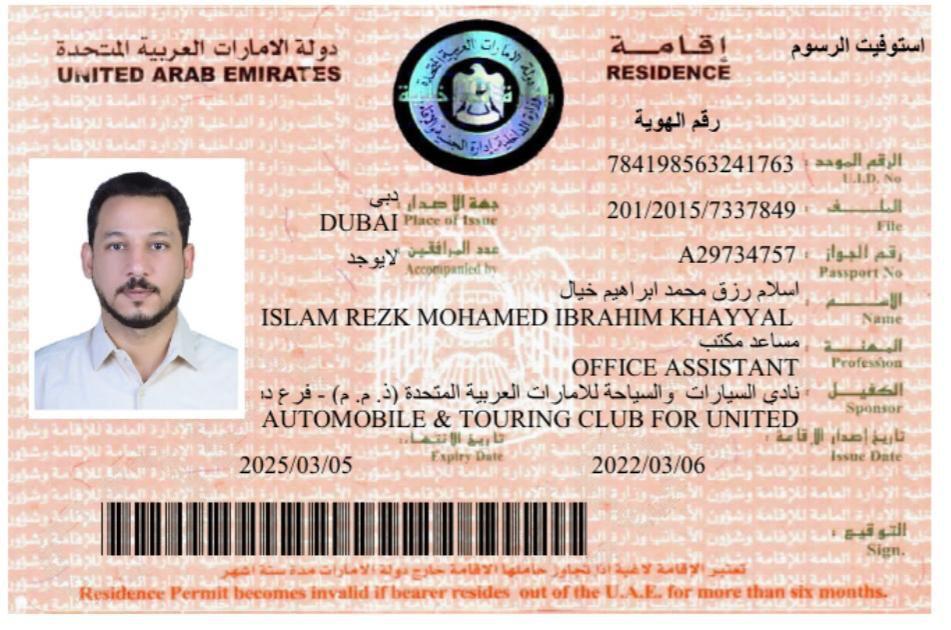 دولة الامارات العربية المتحدة
UNITED ARAB EMIRATES
إقامة
RESIDENCE
استوفيت الرسوم
رقم الهوية
الرقم الموحد : 784198563241763
U.I.D. No
جهة الاصدار : دبي
Place of Issue DUBAI
الملف : 201/2015/7337849
File
عدد المرافقين : لايوجد
Accompanied by
رقم الجواز : A29734757
Passport No
الإسم : اسلام رزق محمد ابراهيم خيال
Name ISLAM REZK MOHAMED IBRAHIM KHAYYAL
المهنة : مساعد مكتب
Profession OFFICE ASSISTANT
الكفيل : نادي السيارات والسياحة للامارات العربية المتحدة (ذ. م. م) - فرع د
Sponsor AUTOMOBILE & TOURING CLUB FOR UNITED
تاريخ إصدار الإقامة :
Issue Date 2022/03/06
تاريخ الانتهاء :
Expiry Date 2025/03/05
التوقيع :
Sign.
تعتبر الاقامة لاغية اذا تجاوز حاملها الاقامة خارج دولة الامارات مدة ستة اشهر
Residence Permit becomes invalid if bearer resides out of the U.A.E. for more than six months.